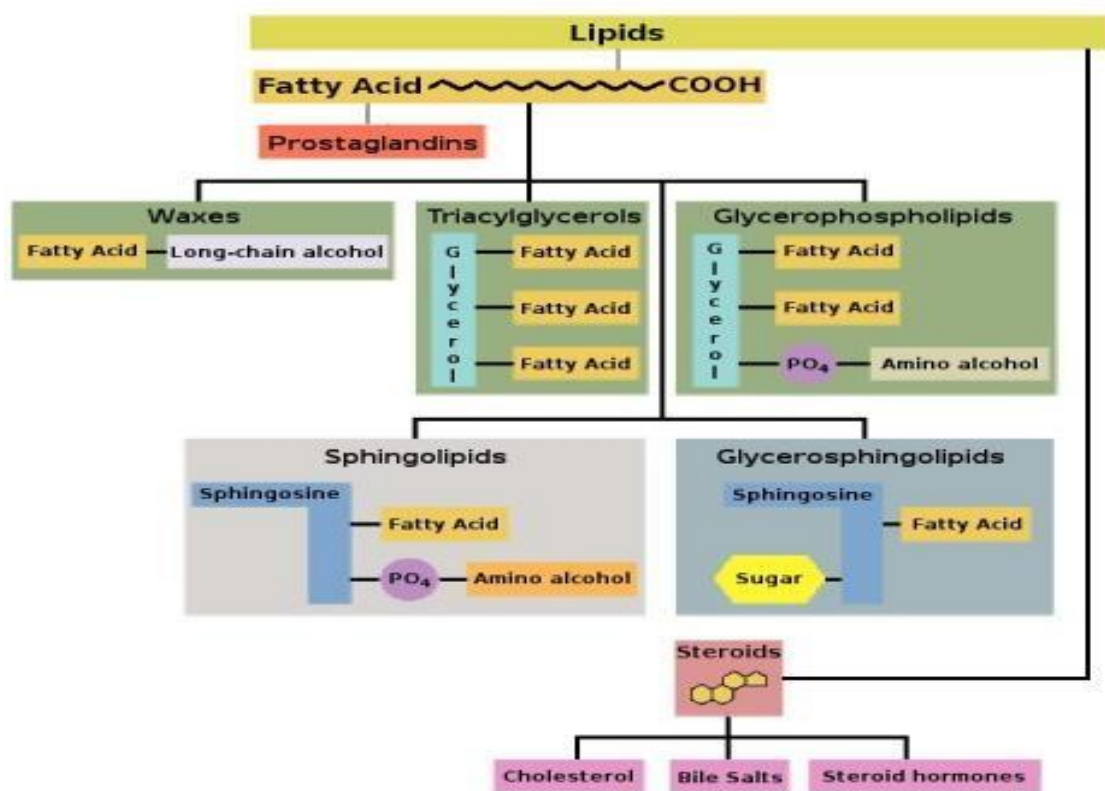 Lipids
Fatty Acid COOH
Prostaglandins
Waxes
Fatty Acid Long-chain alcohol
Triacylglycerols
Glycerol
Fatty Acid
Fatty Acid
Fatty Acid
Glycerophospholipids
Glycerol
Fatty Acid
Fatty Acid
PO₄ Amino alcohol
Sphingolipids
Sphingosine
Fatty Acid
PO₄ Amino alcohol
Glycerosphingolipids
Sphingosine
Fatty Acid
Sugar
Steroids
Cholesterol
Bile Salts
Steroid hormones